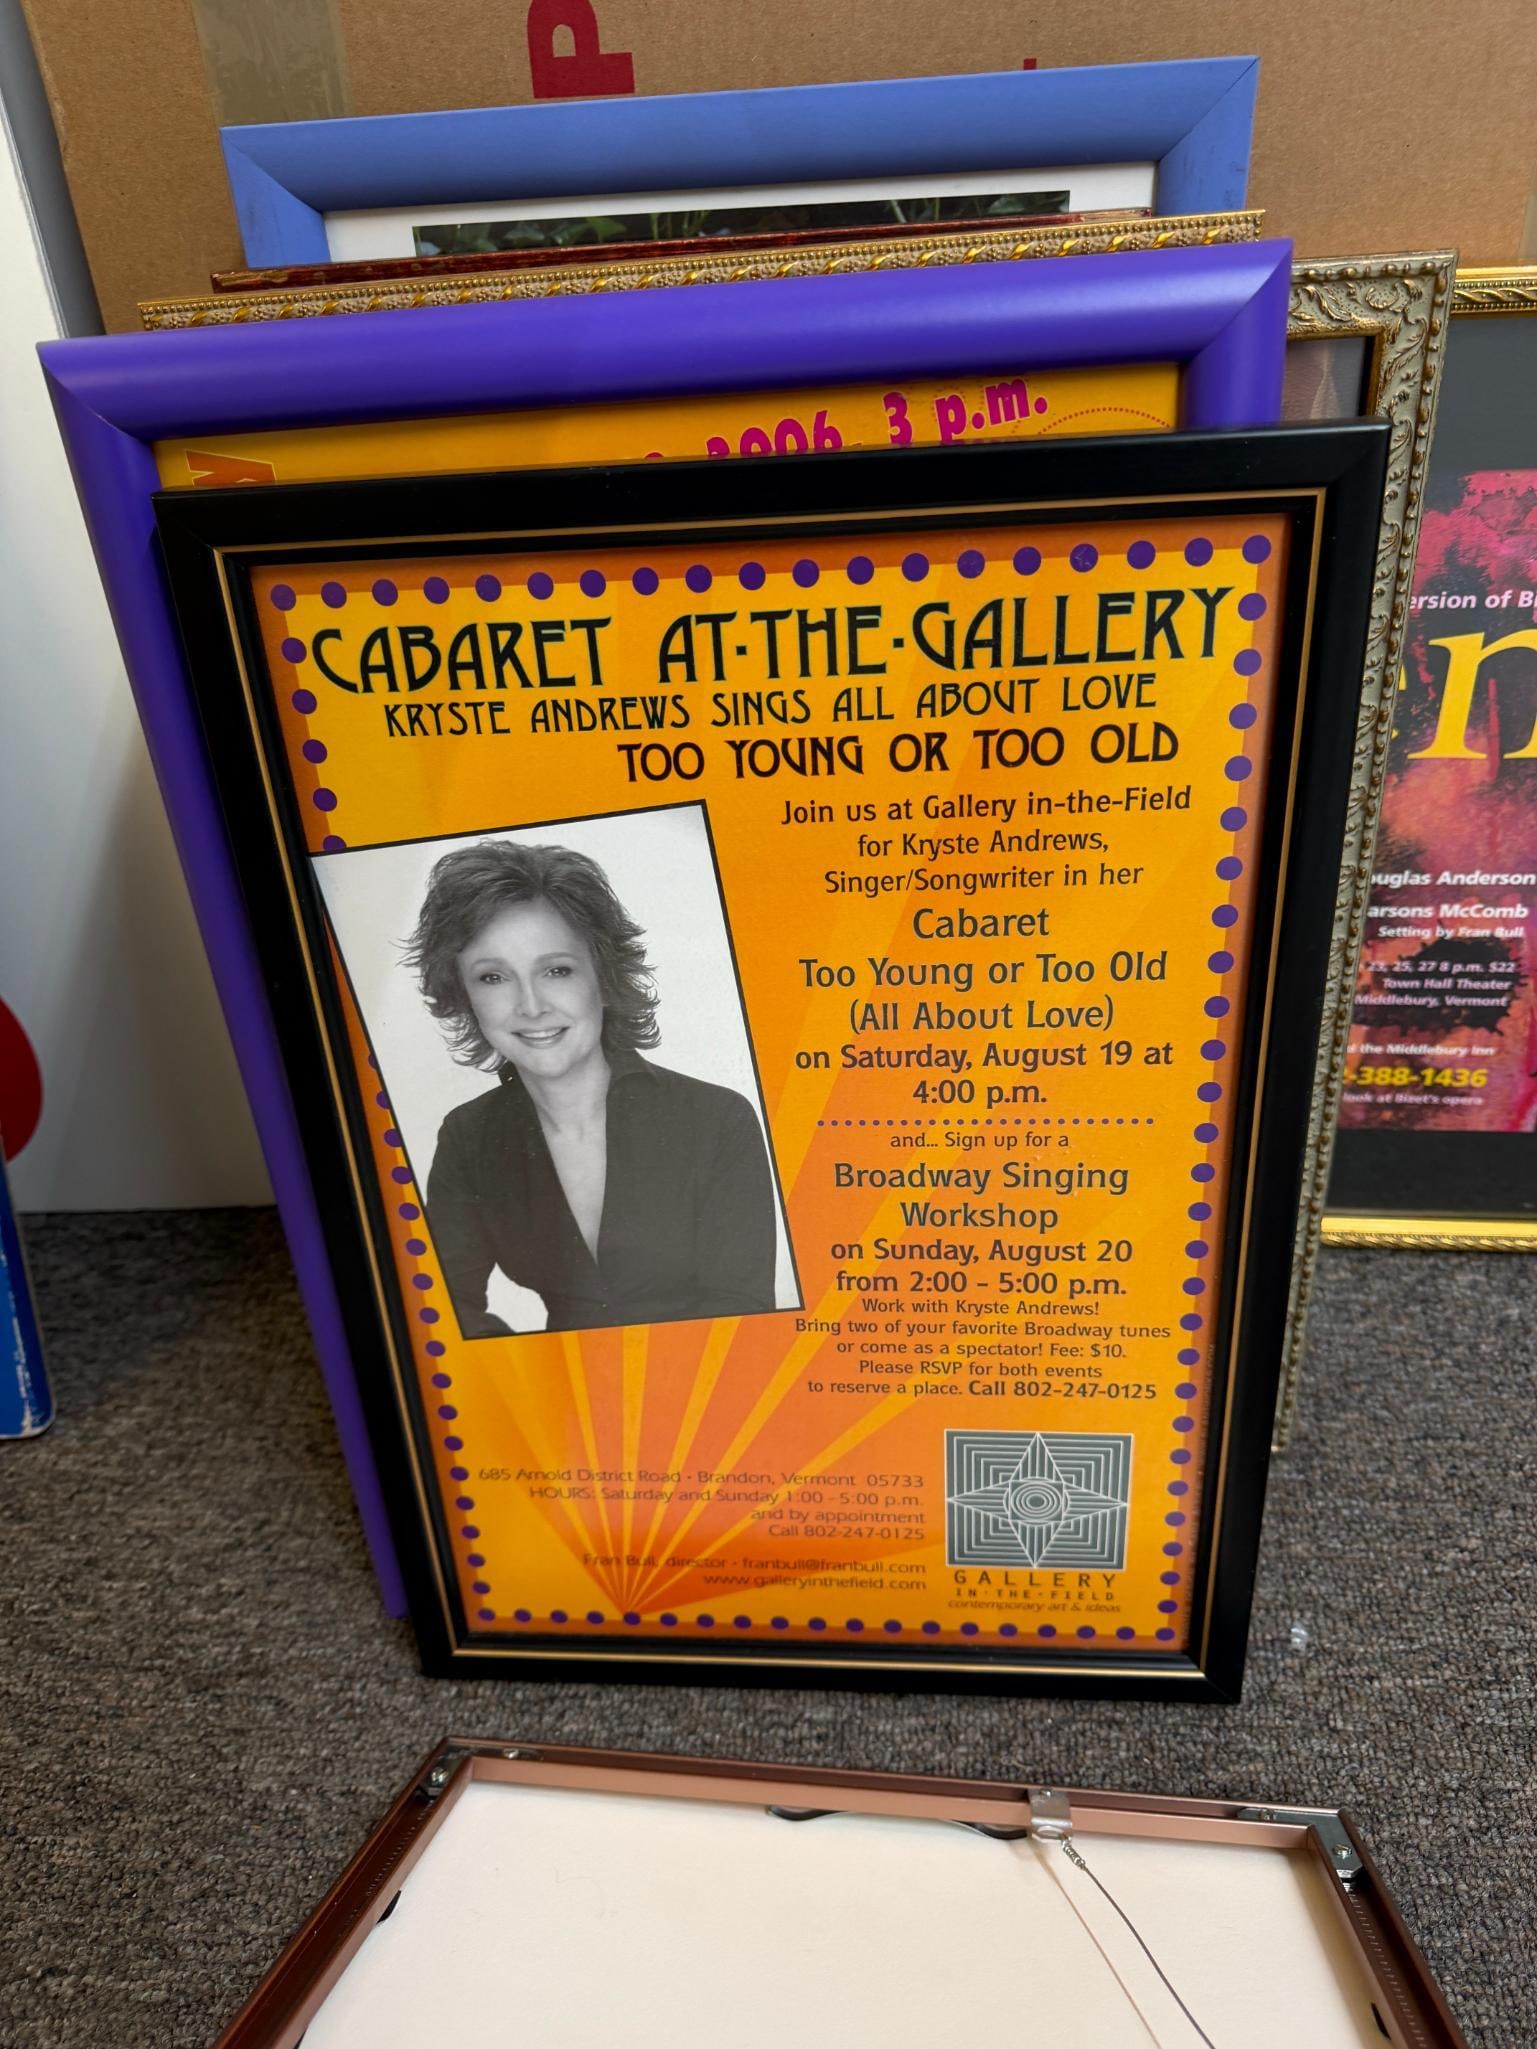 P
2006, 3 p.m.
CABARET AT·THE·GALLERY
KRYSTE ANDREWS SINGS ALL ABOUT LOVE
TOO YOUNG OR TOO OLD
Join us at Gallery in-the-Field
for Kryste Andrews,
Singer/Songwriter in her
Cabaret
Too Young or Too Old
(All About Love)
on Saturday, August 19 at
4:00 p.m.
and... Sign up for a
Broadway Singing
Workshop
on Sunday, August 20
from 2:00 - 5:00 p.m.
Work with Kryste Andrews!
Bring two of your favorite Broadway tunes
or come as a spectator! Fee: $10.
Please RSVP for both events
to reserve a place. Call 802-247-0125
685 Arnold District Road · Brandon, Vermont 05733
HOURS: Saturday and Sunday 1:00 - 5:00 p.m.
and by appointment
Call 802-247-0125
Fran Bull, director · franbull@franbull.com
www.galleryinthefield.com
GALLERY
IN·THE·FIELD
contemporary art & ideas
ersion of B
en
ouglas Anderson
arsons McComb
Setting by Fran Bull
23, 25, 27 8 p.m. $22
Town Hall Theater
Middlebury, Vermont
the Middlebury Inn
-388-1436
look at Bizet's opera